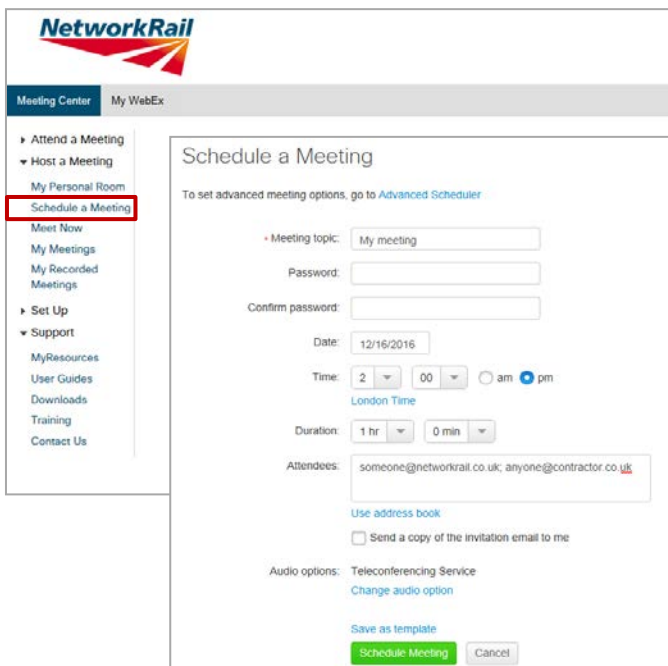 NetworkRail
Meeting Center My WebEx
Attend a Meeting
Host a Meeting
My Personal Room
Schedule a Meeting
Meet Now
My Meetings
My Recorded
Meetings
Set Up
Support
MyResources
User Guides
Downloads
Training
Contact Us
Schedule a Meeting
To set advanced meeting options, go to Advanced Scheduler
* Meeting topic: My meeting
Password:
Confirm password:
Date: 12/16/2016
Time: 2 00 am pm
London Time
Duration: 1 hr 0 min
Attendees: someone@networkrail.co.uk; anyone@contractor.co.uk
Use address book
Send a copy of the invitation email to me
Audio options: Teleconferencing Service
Change audio option
Save as template
Schedule Meeting Cancel